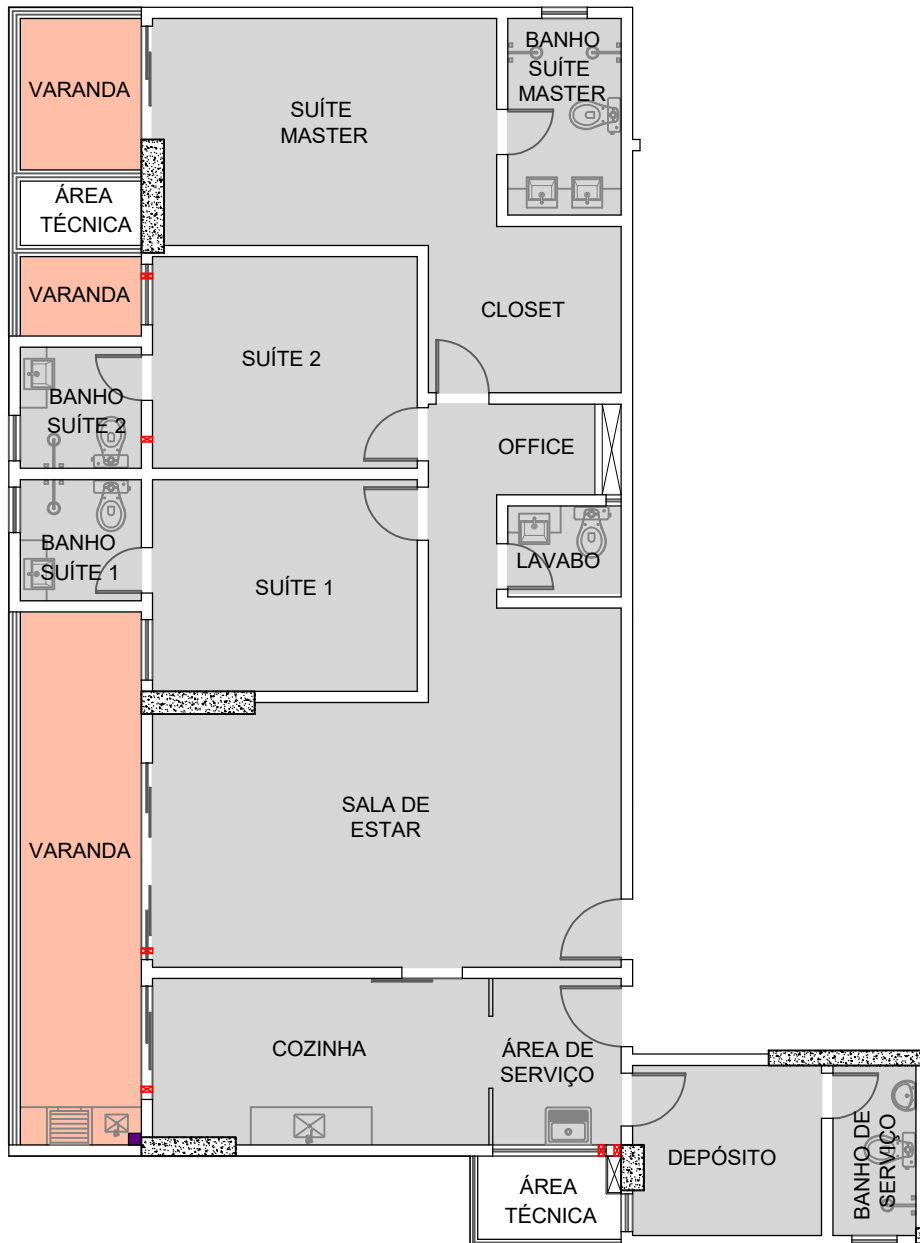 VARANDA
SUÍTE
MASTER
BANHO
SUÍTE
MASTER
ÁREA
TÉCNICA
VARANDA
CLOSET
SUÍTE 2
BANHO
SUÍTE 2
OFFICE
BANHO
SUÍTE 1
SUÍTE 1
LAVABO
SALA DE
ESTAR
VARANDA
COZINHA
ÁREA DE
SERVIÇO
DEPÓSITO
BANHO DE
SERVIÇO
ÁREA
TÉCNICA